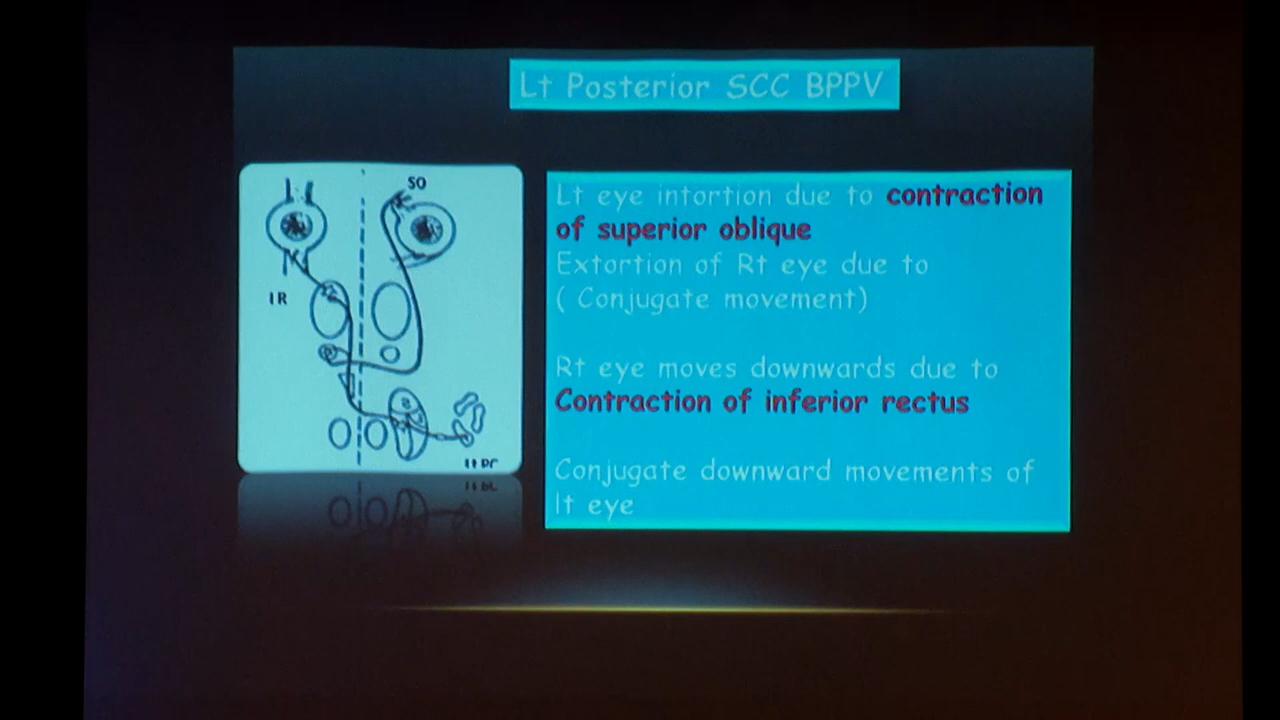 Lt Posterior SCC BPPV
SO
IR
Lt eye intortion due to contraction
of superior oblique
Extortion of Rt eye due to
( Conjugate movement)
Rt eye moves downwards due to
Contraction of inferior rectus
Conjugate downward movements of
lt eye